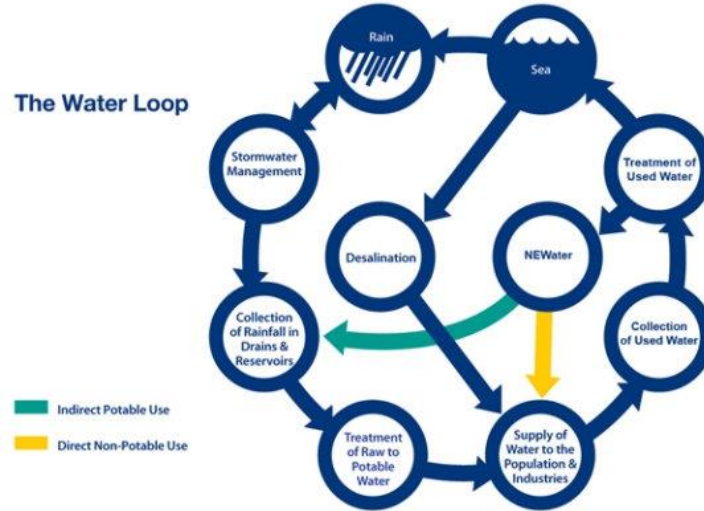 The Water Loop
Rain
Sea
Stormwater
Management
Treatment of
Used Water
Desalination
NEWater
Collection
of Rainfall in
Drains &
Reservoirs
Collection
of Used Water
Indirect Potable Use
Direct Non-Potable Use
Treatment
of Raw to
Potable
Water
Supply of
Water to the
Population &
Industries